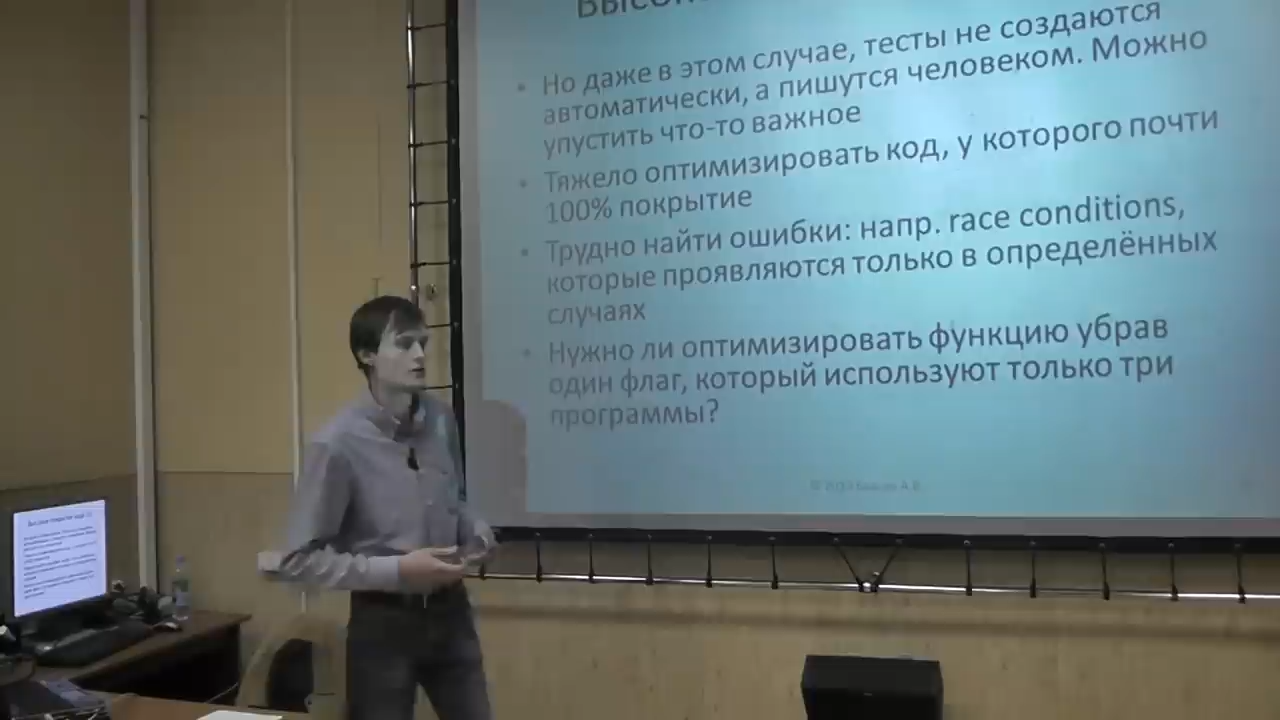 Но даже в этом случае, тесты не создаются
автоматически, а пишутся человеком. Можно
упустить что-то важное
Тяжело оптимизировать код, у которого почти
100% покрытие
Трудно найти ошибки: напр. race conditions,
которые проявляются только в определённых
случаях
Нужно ли оптимизировать функцию убрав
один флаг, который используют только три
программы?